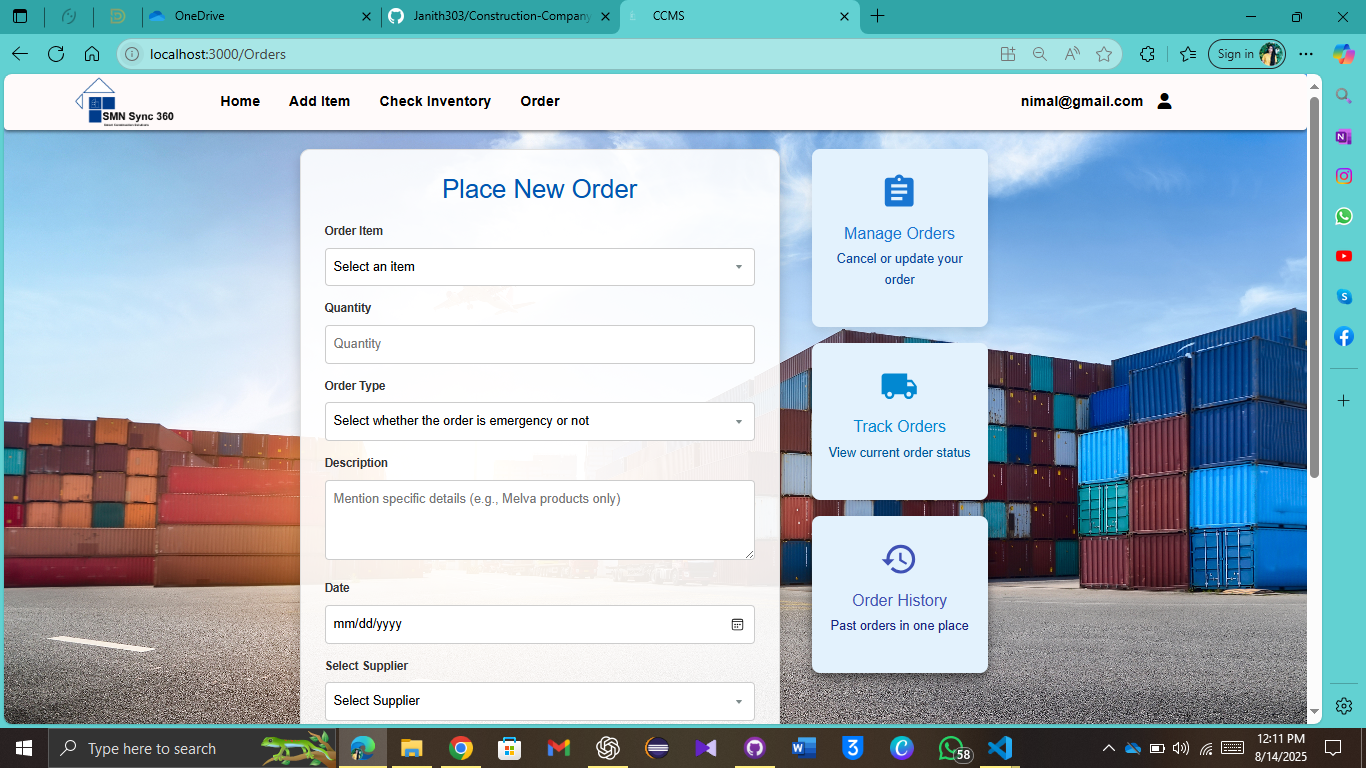 OneDrive
Janith303/Construction-Company
CCMS
localhost:3000/Orders
Sign in
SMN Sync 360
Home
Add Item
Check Inventory
Order
nimal@gmail.com
Place New Order
Order Item
Select an item
Quantity
Quantity
Order Type
Select whether the order is emergency or not
Description
Mention specific details (e.g., Melva products only)
Date
mm/dd/yyyy
Select Supplier
Select Supplier
Manage Orders
Cancel or update your
order
Track Orders
View current order status
Order History
Past orders in one place
Type here to search
58
12:11 PM
8/14/2025